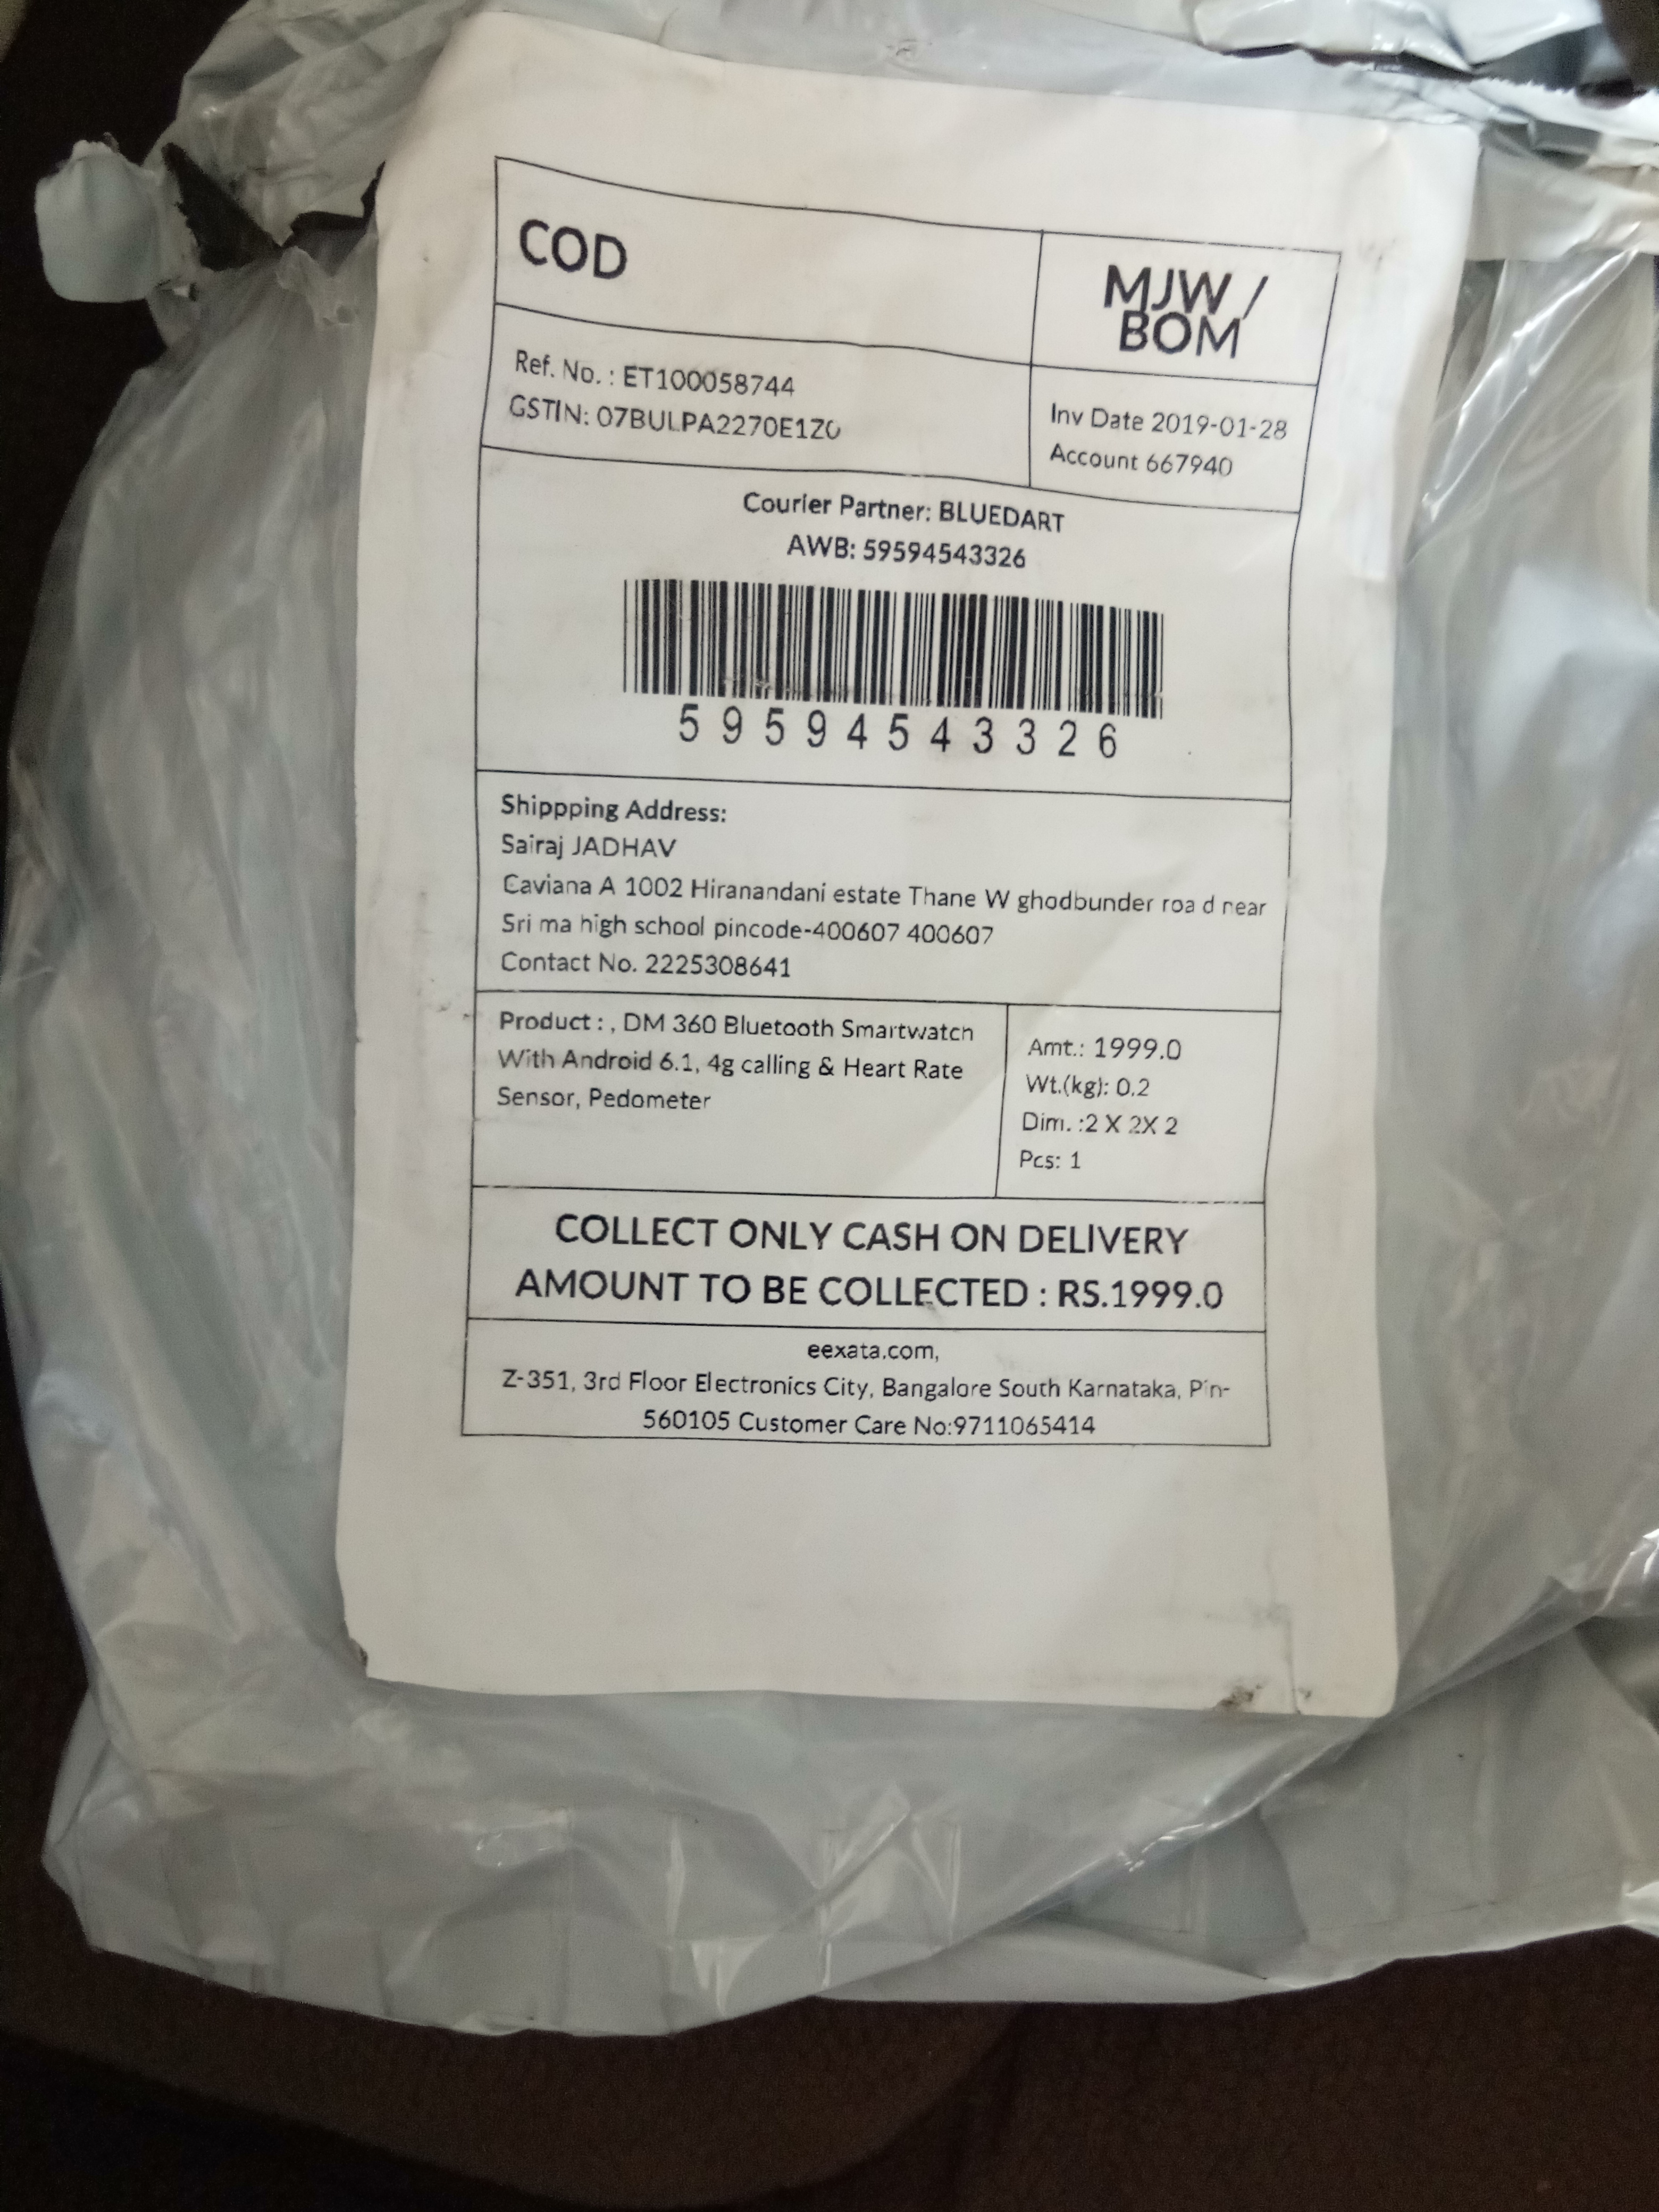 COD
MJW /
BOM
Ref. No. : ET100058744
GSTIN: 07BULPA2270E1Z0
Inv Date 2019-01-28
Account 667940
Courier Partner: BLUEDART
AWB: 59594543326
59594543326
Shippping Address:
Sairaj JADHAV
Caviana A 1002 Hiranandani estate Thane W ghodbunder roa d near
Sri ma high school pincode-400607 400607
Contact No. 2225308641
Product : , DM 360 Bluetooth Smartwatch
With Android 6.1, 4g calling & Heart Rate
Sensor, Pedometer
Amt.: 1999.0
Wt.(kg): 0.2
Dim. :2 X 2X 2
Pcs: 1
COLLECT ONLY CASH ON DELIVERY
AMOUNT TO BE COLLECTED : RS.1999.0
eexata.com,
Z-351, 3rd Floor Electronics City, Bangalore South Karnataka, Pin-
560105 Customer Care No:9711065414